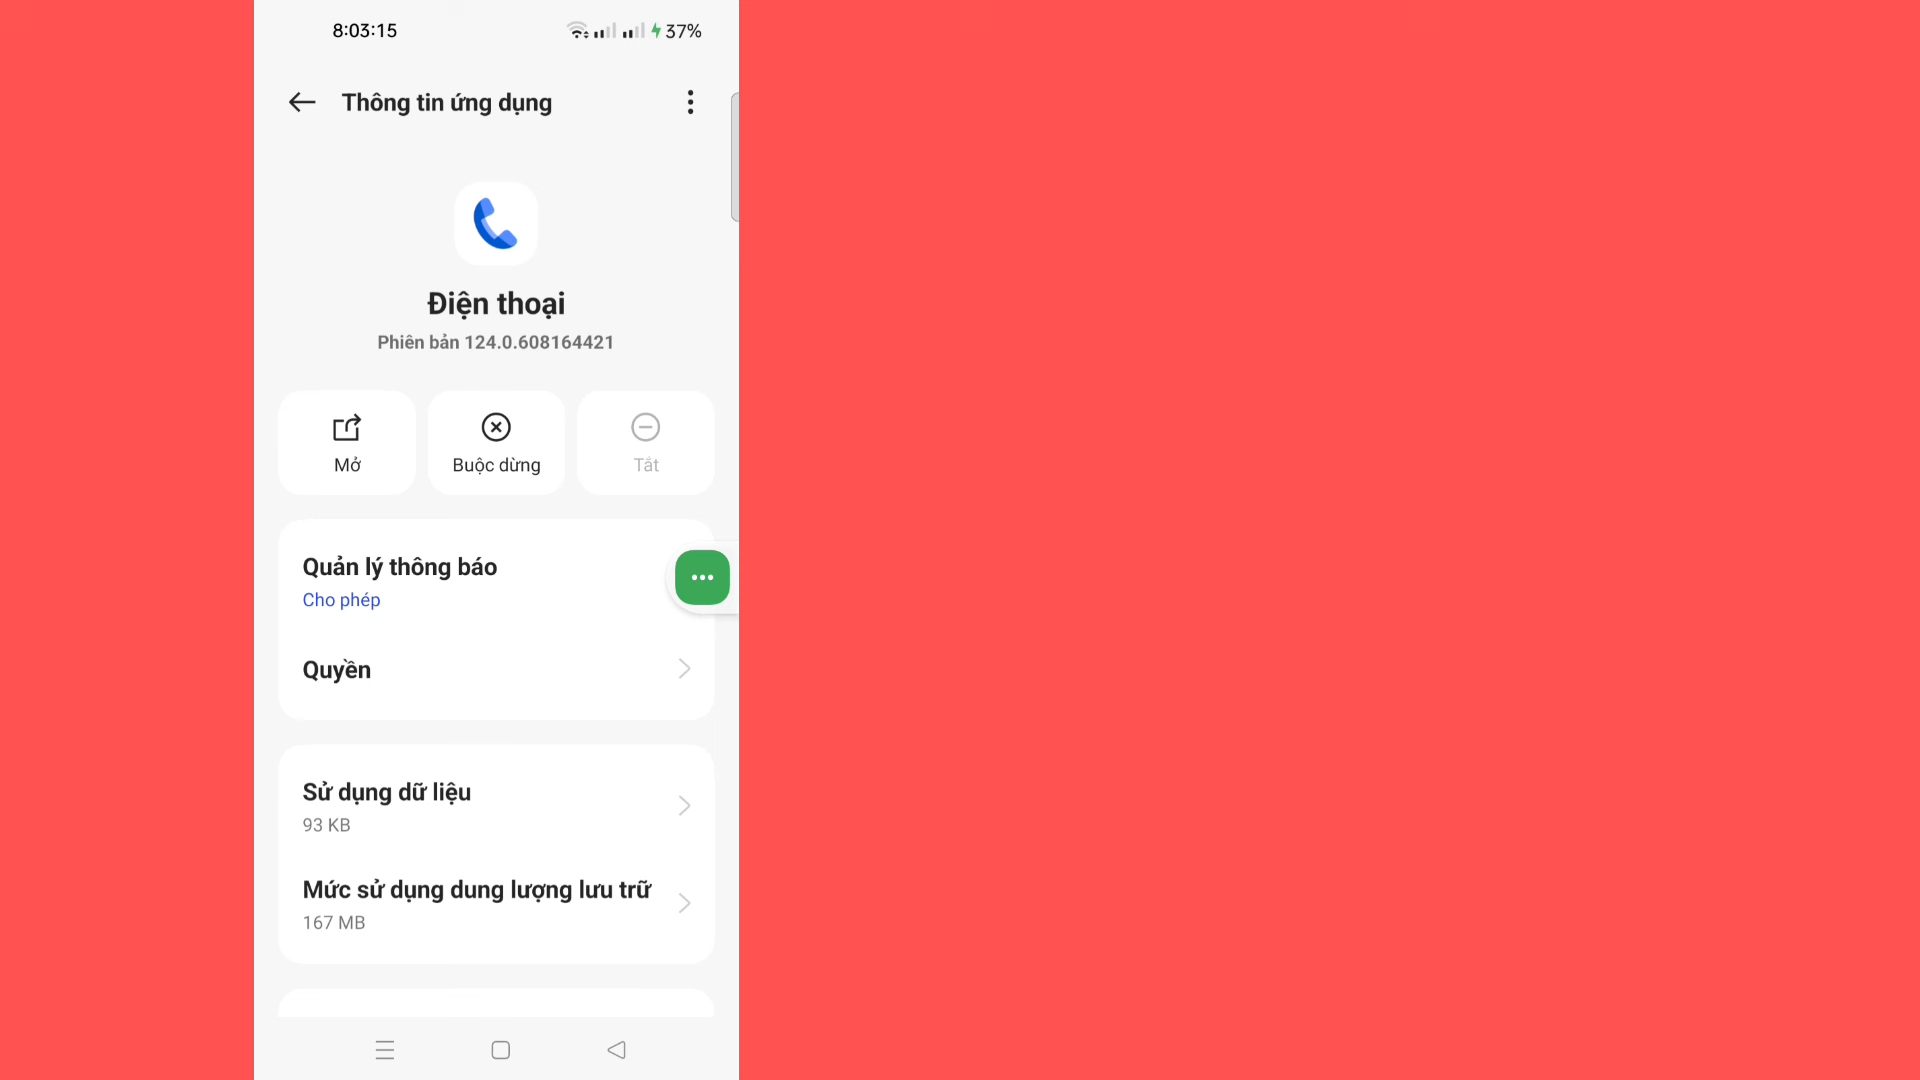 8:03:15
37%
Thông tin ứng dụng
Điện thoại
Phiên bản 124.0.608164421
Mở
Buộc dừng
Tắt
Quản lý thông báo
Cho phép
Quyền
Sử dụng dữ liệu
93 KB
Mức sử dụng dung lượng lưu trữ
167 MB